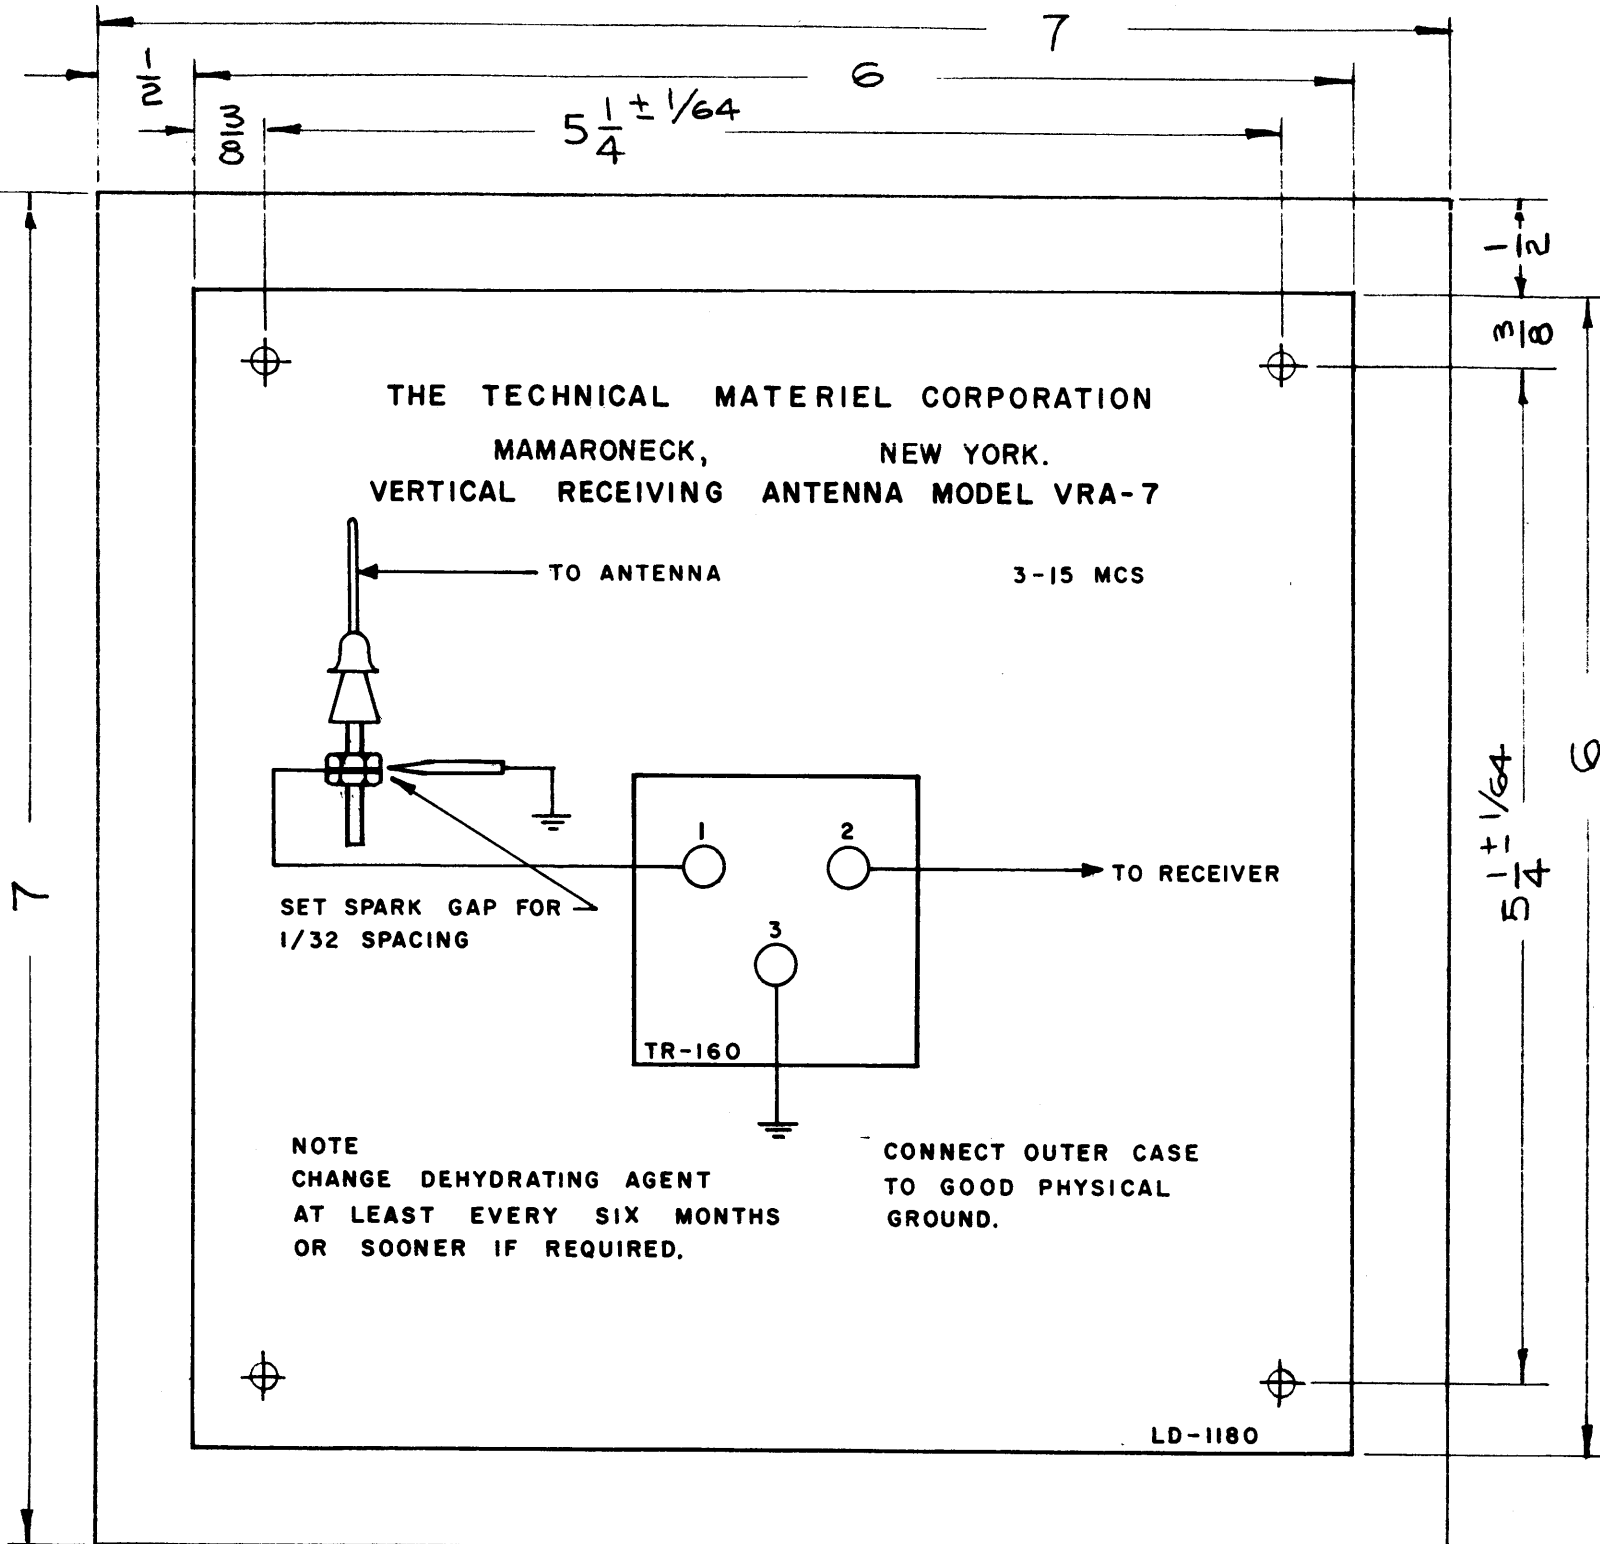 7
1/2
6
3/8
5 1/4 ± 1/64
1/2
3/8
THE TECHNICAL MATERIEL CORPORATION
MAMARONECK, NEW YORK.
VERTICAL RECEIVING ANTENNA MODEL VRA-7
TO ANTENNA
3-15 MCS
1
2
TO RECEIVER
SET SPARK GAP FOR
1/32 SPACING
3
TR-160
7
5 1/4 ± 1/64
6
NOTE
CHANGE DEHYDRATING AGENT
AT LEAST EVERY SIX MONTHS
OR SOONER IF REQUIRED.
CONNECT OUTER CASE
TO GOOD PHYSICAL
GROUND.
LD-1180